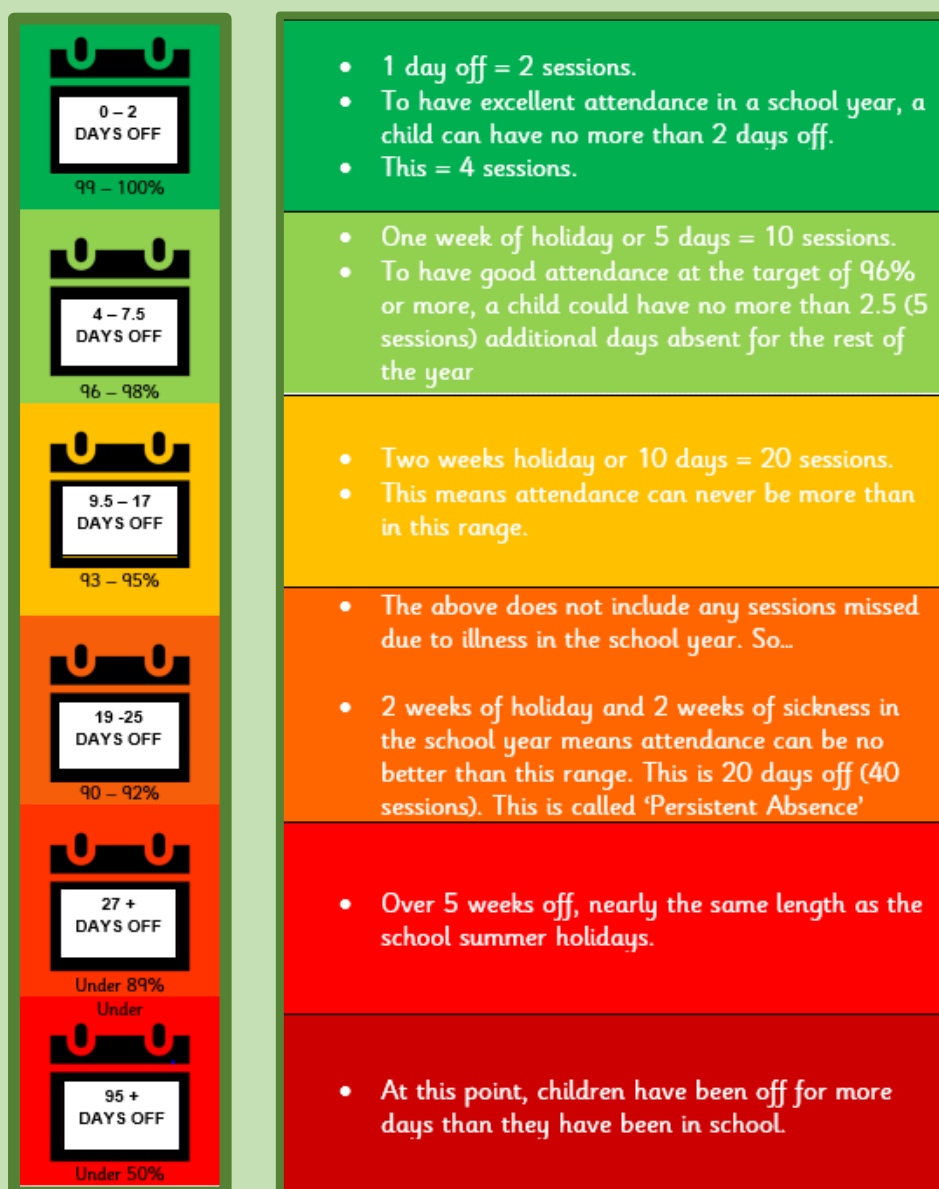 0 – 2
DAYS OFF
99 – 100%
• 1 day off = 2 sessions.
• To have excellent attendance in a school year, a
child can have no more than 2 days off.
• This = 4 sessions.
4 – 7.5
DAYS OFF
96 – 98%
• One week of holiday or 5 days = 10 sessions.
• To have good attendance at the target of 96%
or more, a child could have no more than 2.5 (5
sessions) additional days absent for the rest of
the year
9.5 – 17
DAYS OFF
93 – 95%
• Two weeks holiday or 10 days = 20 sessions.
• This means attendance can never be more than
in this range.
19 -25
DAYS OFF
90 – 92%
• The above does not include any sessions missed
due to illness in the school year. So…
• 2 weeks of holiday and 2 weeks of sickness in
the school year means attendance can be no
better than this range. This is 20 days off (40
sessions). This is called ‘Persistent Absence’
27 +
DAYS OFF
Under 89%
• Over 5 weeks off, nearly the same length as the
school summer holidays.
Under
95 +
DAYS OFF
Under 50%
• At this point, children have been off for more
days than they have been in school.